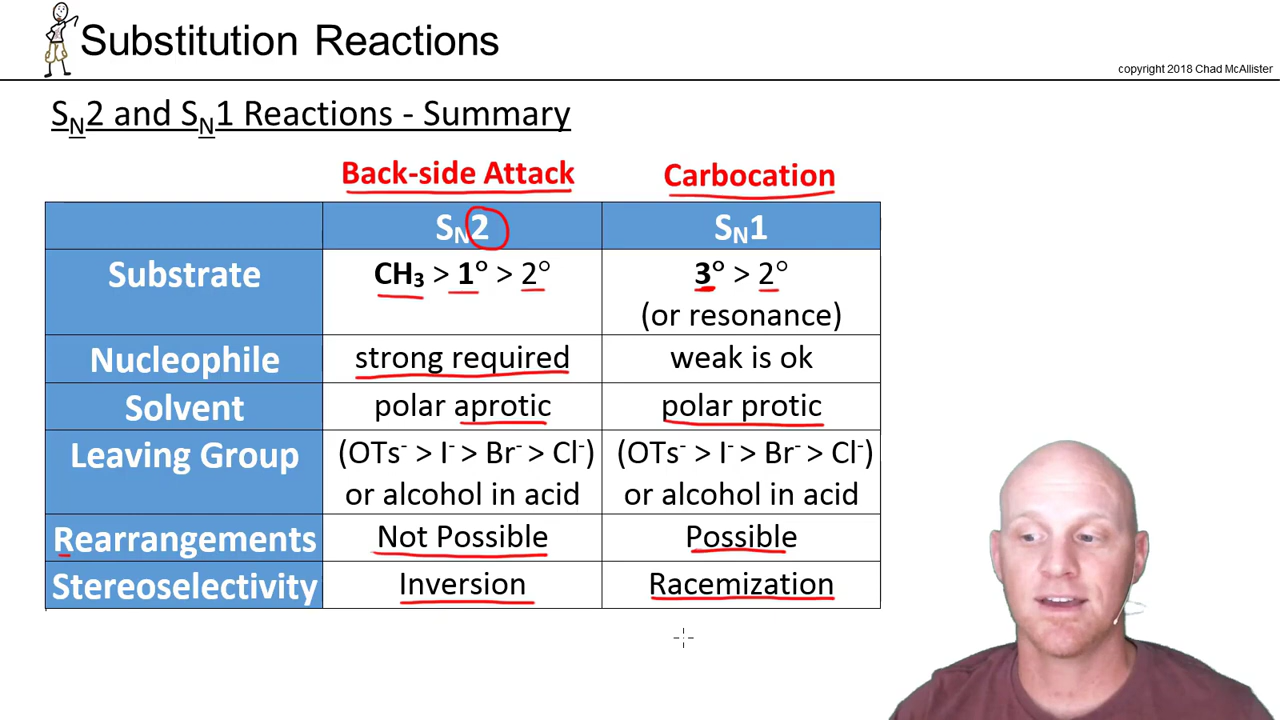 Substitution Reactions
copyright 2018 Chad McAllister
SN2 and SN1 Reactions - Summary
Back-side Attack Carbocation
SN2 SN1
Substrate CH₃ > 1° > 2° 3° > 2°
(or resonance)
Nucleophile strong required weak is ok
Solvent polar aprotic polar protic
Leaving Group (OTs⁻ > I⁻ > Br⁻ > Cl⁻) (OTs⁻ > I⁻ > Br⁻ > Cl⁻)
or alcohol in acid or alcohol in acid
Rearrangements Not Possible Possible
Stereoselectivity Inversion Racemization